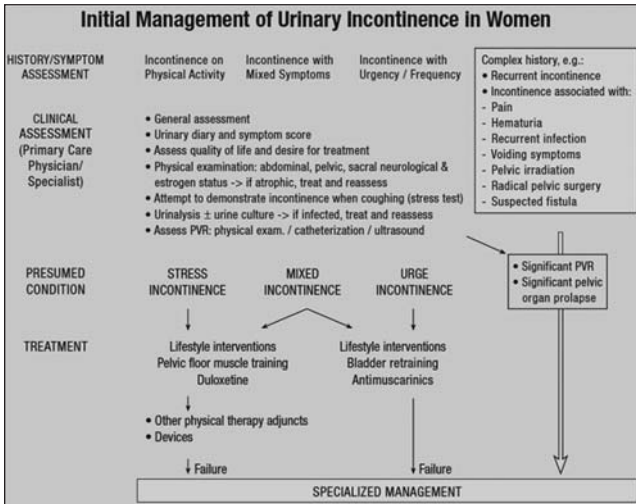 Initial Management of Urinary Incontinence in Women
HISTORY/SYMPTOM
ASSESSMENT
Incontinence on
Physical Activity
Incontinence with
Mixed Symptoms
Incontinence with
Urgency / Frequency
Complex history, e.g.:
• Recurrent incontinence
• Incontinence associated with:
- Pain
- Hematuria
- Recurrent infection
- Voiding symptoms
- Pelvic irradiation
- Radical pelvic surgery
- Suspected fistula
CLINICAL
ASSESSMENT
(Primary Care
Physician/
Specialist)
• General assessment
• Urinary diary and symptom score
• Assess quality of life and desire for treatment
• Physical examination: abdominal, pelvic, sacral neurological &
estrogen status -> if atrophic, treat and reassess
• Attempt to demonstrate incontinence when coughing (stress test)
• Urinalysis ± urine culture -> if infected, treat and reassess
• Assess PVR: physical exam. / catheterization / ultrasound
• Significant PVR
• Significant pelvic
organ prolapse
PRESUMED
CONDITION
STRESS
INCONTINENCE
MIXED
INCONTINENCE
URGE
INCONTINENCE
TREATMENT
Lifestyle interventions
Pelvic floor muscle training
Duloxetine
Lifestyle interventions
Bladder retraining
Antimuscarinics
• Other physical therapy adjuncts
• Devices
Failure
Failure
SPECIALIZED MANAGEMENT